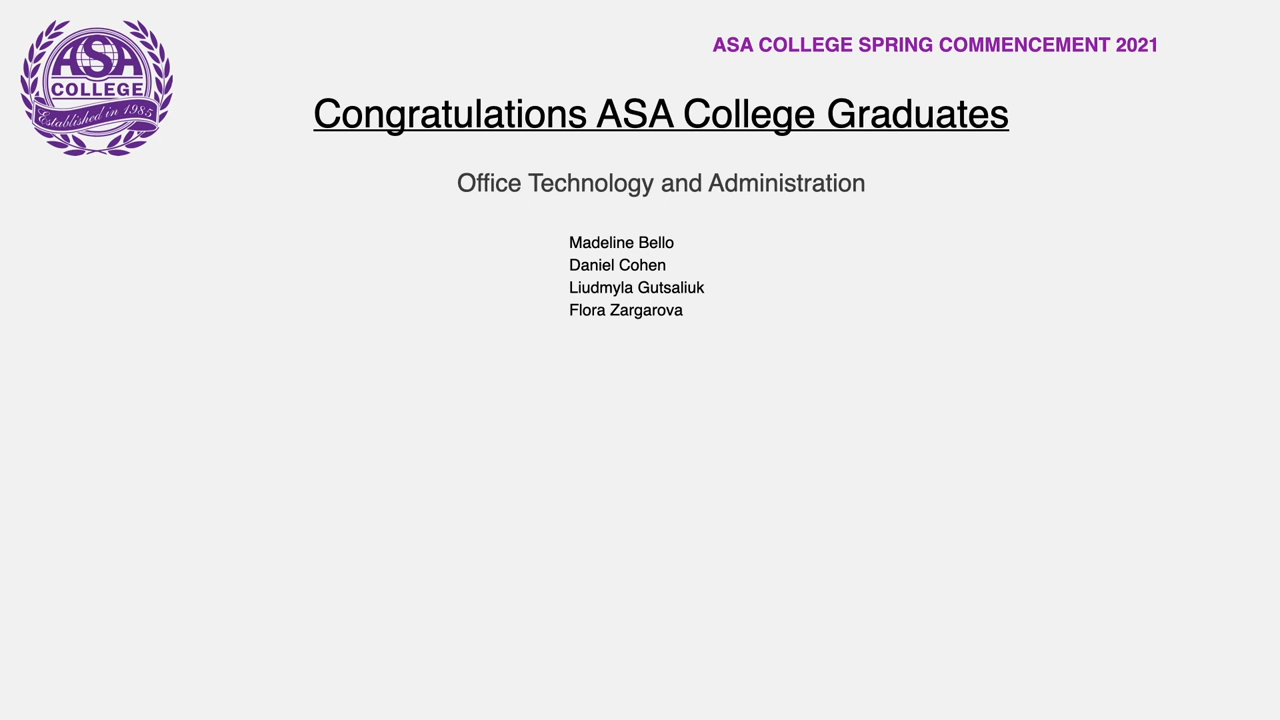 ASA
COLLEGE
Established in 1985
ASA COLLEGE SPRING COMMENCEMENT 2021
Congratulations ASA College Graduates
Office Technology and Administration
Madeline Bello
Daniel Cohen
Liudmyla Gutsaliuk
Flora Zargarova